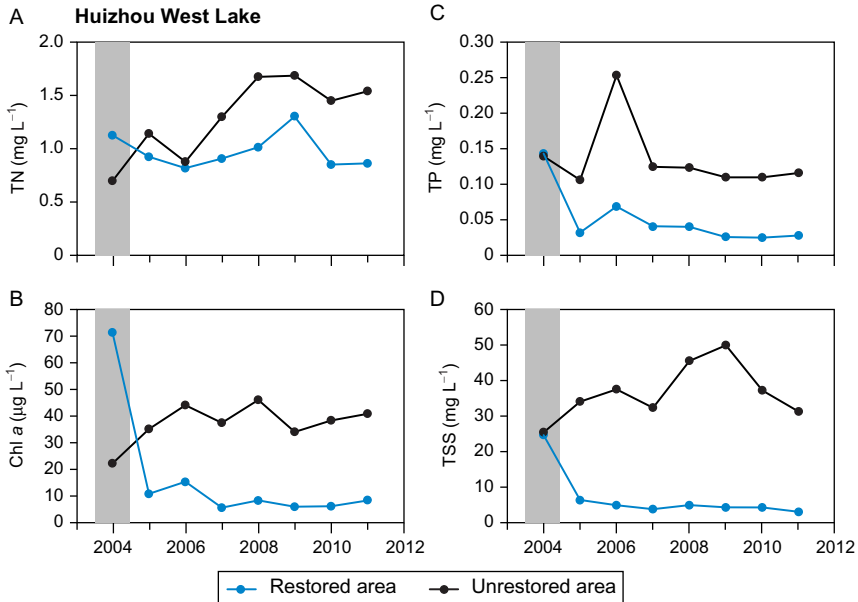 A Huizhou West Lake
TN (mg L⁻¹)
2.0
1.5
1.0
0.5
0
C
TP (mg L⁻¹)
0.30
0.25
0.20
0.15
0.10
0.05
0.00
B
Chl a (µg L⁻¹)
80
70
60
50
40
30
20
10
0
2004 2006 2008 2010 2012
D
TSS (mg L⁻¹)
60
50
40
30
20
10
0
2004 2006 2008 2010 2012
Restored area Unrestored area